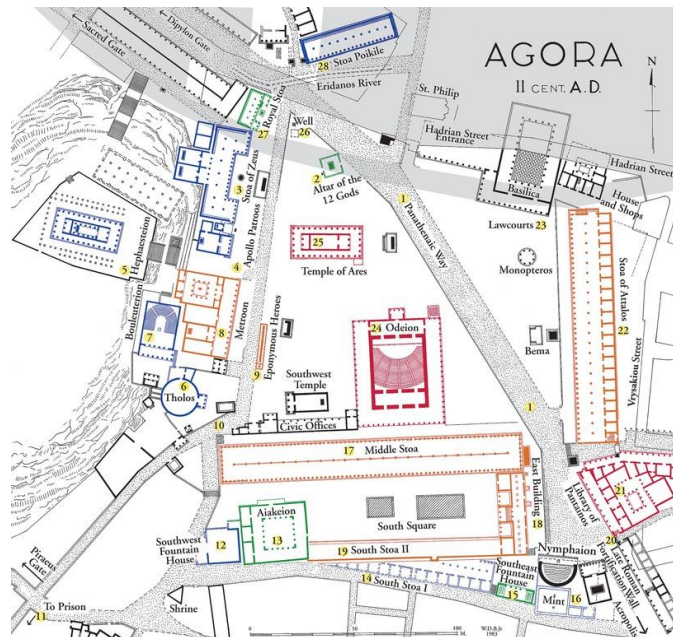 Dipylon Gate
Sacred Gate
28 Stoa Poikile
AGORA
II CENT. A.D.
N
Eridanos River
St. Philip
Royal Stoa
27
Well
26
Hadrian Street
Entrance
Hadrian Street
2
Altar of the
12 Gods
3
Stoa of Zeus
1
Panathenaic Way
Basilica
House
and Shops
Lawcourts 23
Apollo Patroos
4
25
Temple of Ares
Hephaesteion
5
Monopteros
Stoa of Attalos
22
Bouleuterion
7
8
Metroon
Eponymous Heroes
9
24 Odeion
Bema
Vrysakiou Street
6
Tholos
Southwest
Temple
1
10
Civic Offices
17 Middle Stoa
East Building
18
Library of
Pantainos
21
20
Aiakeion
13
South Square
Southwest
Fountain
House
12
19 South Stoa II
Nymphaion
Late Roman
Fortification Wall
14 South Stoa I
Southeast
Fountain
House
15
Mint
16
Acropolis
Piraeus
Gate
To Prison
11
Shrine
0
50
100
M.
W.B.D.Jr
1983